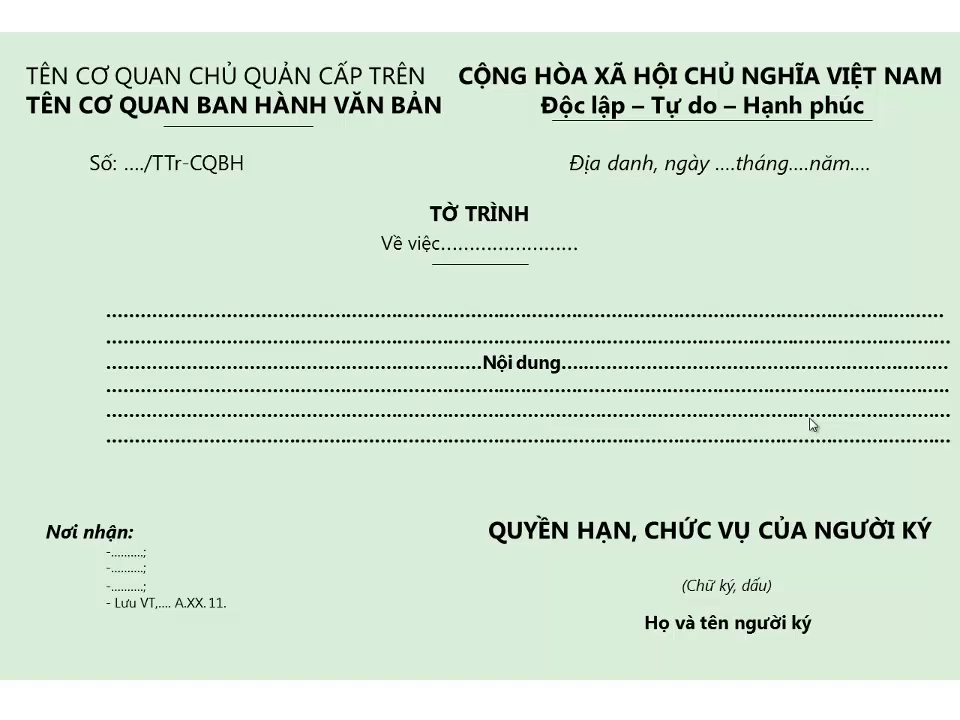 TÊN CƠ QUAN CHỦ QUẢN CẤP TRÊN
TÊN CƠ QUAN BAN HÀNH VĂN BẢN
CỘNG HÒA XÃ HỘI CHỦ NGHĨA VIỆT NAM
Độc lập – Tự do – Hạnh phúc
Số: …./TTr-CQBH
Địa danh, ngày ….tháng….năm….
TỜ TRÌNH
Về việc……………………
........................................................................................................................
........................................................................................................................
......................................................Nội dung......................................................
........................................................................................................................
........................................................................................................................
........................................................................................................................
Nơi nhận:
-..........;
-..........;
-..........;
- Lưu VT,.... A.XX. 11.
QUYỀN HẠN, CHỨC VỤ CỦA NGƯỜI KÝ
(Chữ ký, dấu)
Họ và tên người ký